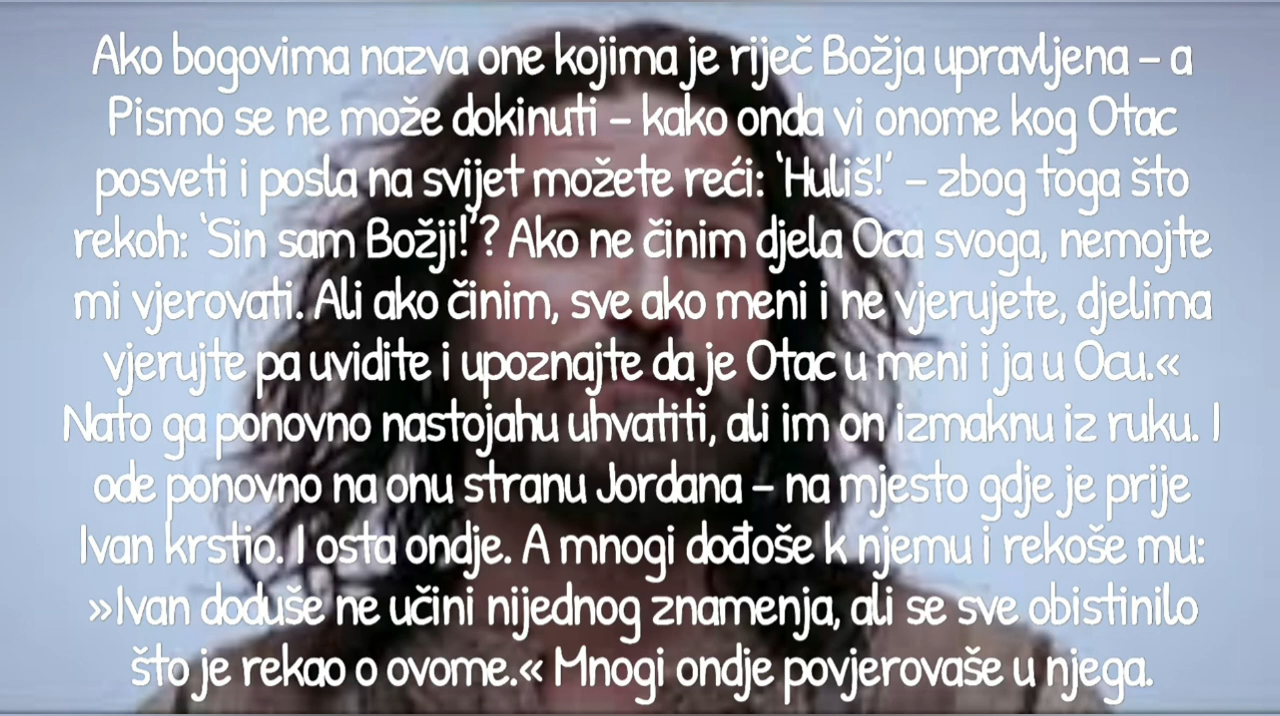 Ako bogovima nazva one kojima je riječ Božja upravljena – a
Pismo se ne može dokinuti – kako onda vi onome kog Otac
posveti i posla na svijet možete reći: ‘Huliš!’ – zbog toga što
rekoh: ‘Sin sam Božji!’? Ako ne činim djela Oca svoga, nemojte
mi vjerovati. Ali ako činim, sve ako meni i ne vjerujete, djelima
vjerujte pa uvidite i upoznajte da je Otac u meni i ja u Ocu.«
Nato ga ponovno nastojahu uhvatiti, ali im on izmaknu iz ruku. I
ode ponovno na onu stranu Jordana – na mjesto gdje je prije
Ivan krstio. I osta ondje. A mnogi dođoše k njemu i rekoše mu:
»Ivan doduše ne učini nijednog znamenja, ali se sve obistinilo
što je rekao o ovome.« Mnogi ondje povjerovaše u njega.